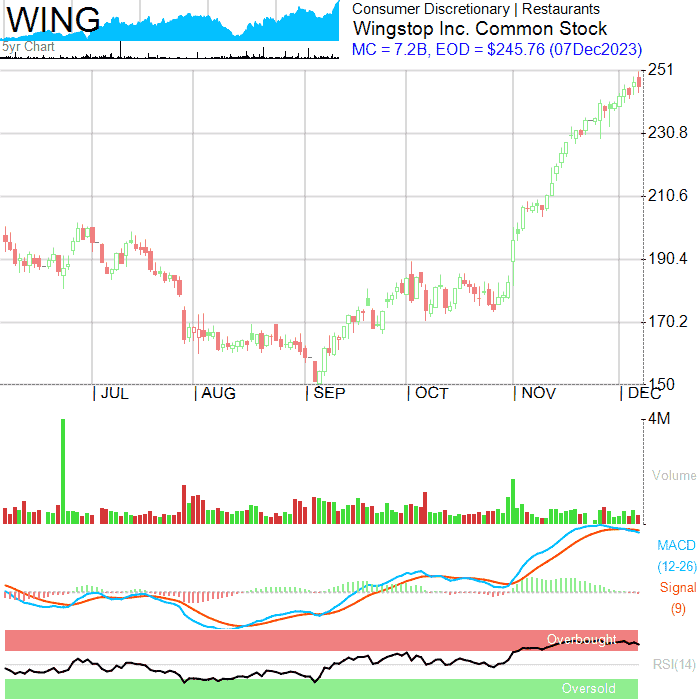 WING
5yr Chart
Consumer Discretionary | Restaurants
Wingstop Inc. Common Stock
MC = 7.2B, EOD = $245.76 (07Dec2023)
251
230.8
210.6
190.4
170.2
150
JUL
AUG
SEP
OCT
NOV
DEC
4M
Volume
MACD
(12-26)
Signal
(9)
Overbought
RSI(14)
Oversold